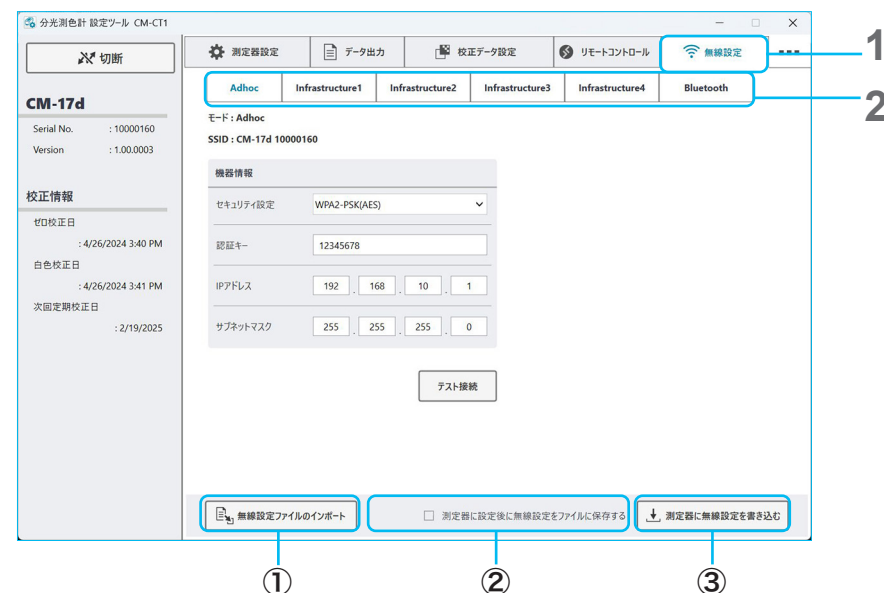 分光測色計 設定ツール CM-CT1
切断
測定器設定
データ出力
校正データ設定
リモートコントロール
無線設定
1
Adhoc
Infrastructure1
Infrastructure2
Infrastructure3
Infrastructure4
Bluetooth
2
CM-17d
Serial No. : 10000160
Version : 1.00.0003
校正情報
ゼロ校正日
: 4/26/2024 3:40 PM
白色校正日
: 4/26/2024 3:41 PM
次回定期校正日
: 2/19/2025
モード : Adhoc
SSID : CM-17d 10000160
機器情報
セキュリティ設定 WPA2-PSK(AES)
認証キー 12345678
IPアドレス 192 . 168 . 10 . 1
サブネットマスク 255 . 255 . 255 . 0
テスト接続
無線設定ファイルのインポート
測定器に設定後に無線設定をファイルに保存する
測定器に無線設定を書き込む
① ② ③